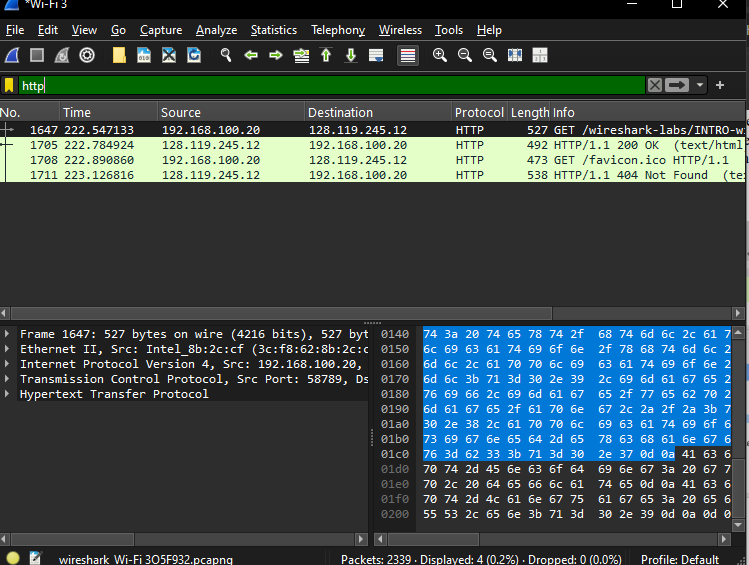 *Wi-Fi 3
File Edit View Go Capture Analyze Statistics Telephony Wireless Tools Help
http
No. Time Source Destination Protocol Length Info
1647 222.547133 192.168.100.20 128.119.245.12 HTTP 527 GET /wireshark-labs/INTRO-wi
1705 222.784924 128.119.245.12 192.168.100.20 HTTP 492 HTTP/1.1 200 OK (text/html
1708 222.890860 192.168.100.20 128.119.245.12 HTTP 473 GET /favicon.ico HTTP/1.1
1711 223.126816 128.119.245.12 192.168.100.20 HTTP 538 HTTP/1.1 404 Not Found (te
Frame 1647: 527 bytes on wire (4216 bits), 527 byt
Ethernet II, Src: Intel_8b:2c:cf (3c:f8:62:8b:2c:c
Internet Protocol Version 4, Src: 192.168.100.20,
Transmission Control Protocol, Src Port: 58789, Ds
Hypertext Transfer Protocol
0140 74 3a 20 74 65 78 74 2f 68 74 6d 6c 2c 61 7
0150 6c 69 63 61 74 69 6f 6e 2f 78 68 74 6d 6c 2
0160 6d 6c 2c 61 70 70 6c 69 63 61 74 69 6f 6e 2
0170 6d 6c 3b 71 3d 30 2e 39 2c 69 6d 61 67 65 2
0180 76 69 66 2c 69 6d 61 67 65 2f 77 65 62 70 2
0190 6d 61 67 65 2f 61 70 6e 67 2c 2a 2f 2a 3b 7
01a0 30 2e 38 2c 61 70 70 6c 69 63 61 74 69 6f 6
01b0 73 69 67 6e 65 64 2d 65 78 63 68 61 6e 67 6
01c0 76 3d 62 33 3b 71 3d 30 2e 37 0d 0a 41 63 6
01d0 70 74 2d 45 6e 63 6f 64 69 6e 67 3a 20 67 7
01e0 70 2c 20 64 65 66 6c 61 74 65 0d 0a 41 63 6
01f0 70 74 2d 4c 61 6e 67 75 61 67 65 3a 20 65 6
0200 55 53 2c 65 6e 3b 71 3d 30 2e 39 0d 0a 0d 0
wireshark_Wi-Fi 3O5F932.pcapng Packets: 2339 · Displayed: 4 (0.2%) · Dropped: 0 (0.0%) Profile: Default